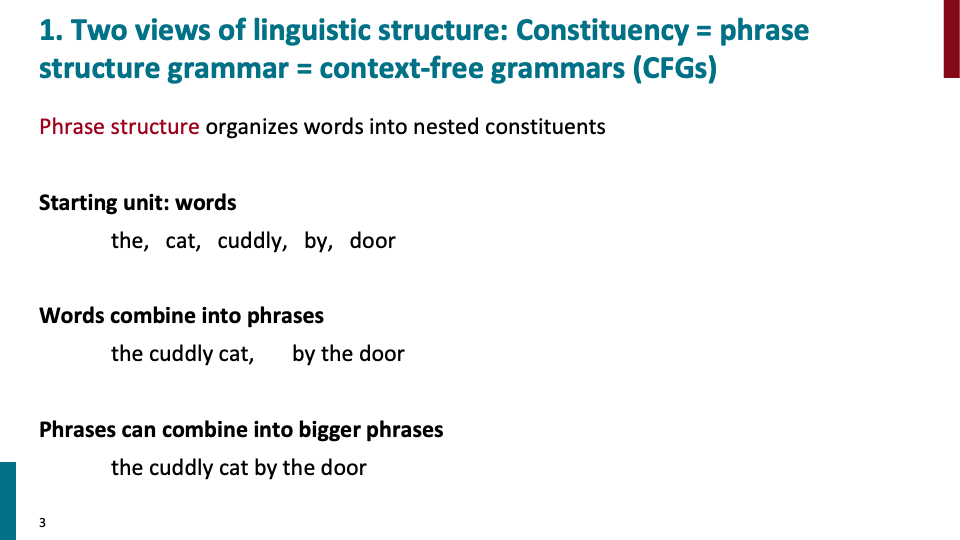 1. Two views of linguistic structure: Constituency = phrase
structure grammar = context-free grammars (CFGs)
Phrase structure organizes words into nested constituents
Starting unit: words
the, cat, cuddly, by, door
Words combine into phrases
the cuddly cat, by the door
Phrases can combine into bigger phrases
the cuddly cat by the door
3